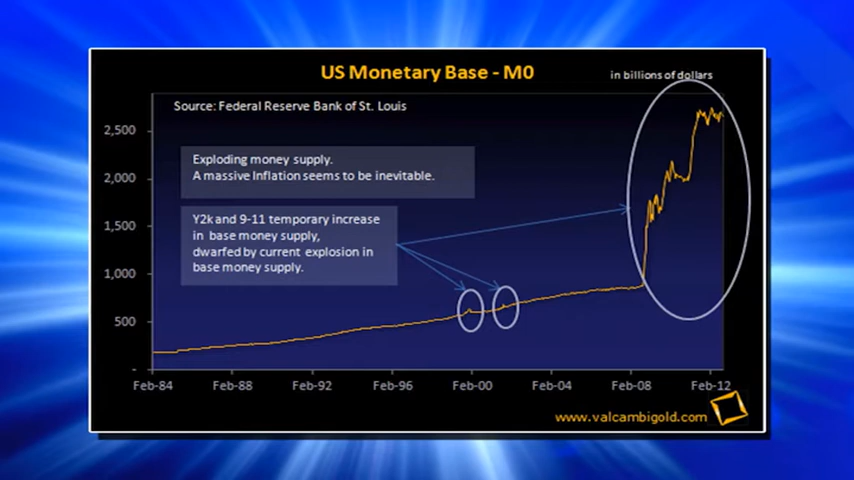 US Monetary Base - M0
in billions of dollars
Source: Federal Reserve Bank of St. Louis
2,500
2,000
1,500
1,000
500
-
Exploding money supply.
A massive Inflation seems to be inevitable.
Y2k and 9-11 temporary increase
in base money supply,
dwarfed by current explosion in
base money supply.
Feb-84 Feb-88 Feb-92 Feb-96 Feb-00 Feb-04 Feb-08 Feb-12
www.valcambigold.com